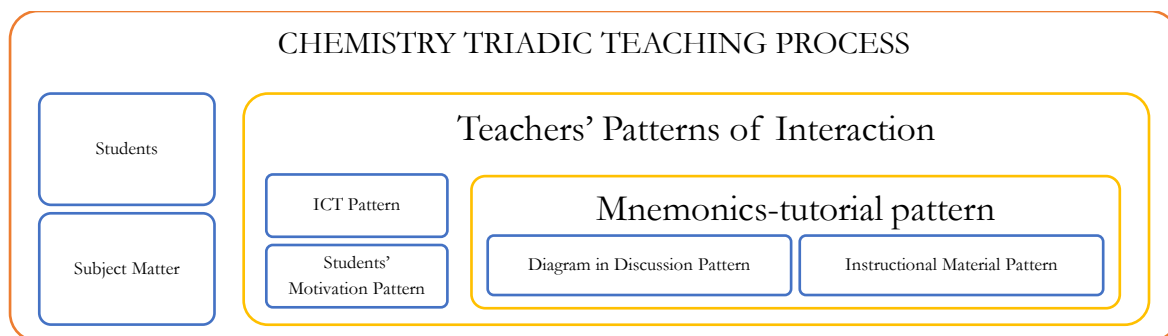 CHEMISTRY TRIADIC TEACHING PROCESS
Students
Subject Matter
Teachers’ Patterns of Interaction
ICT Pattern
Students’
Motivation Pattern
Mnemonics-tutorial pattern
Diagram in Discussion Pattern
Instructional Material Pattern